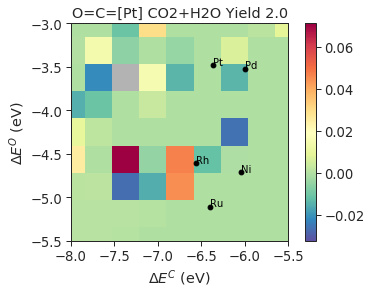 O=C=[Pt] CO2+H2O Yield 2.0
−3.0
−3.5
−4.0
−4.5
−5.0
−5.5
ΔE^O (eV)
Pt
Pd
Rh
Ni
Ru
0.06
0.04
0.02
0.00
−0.02
−8.0 −7.5 −7.0 −6.5 −6.0 −5.5
ΔE^C (eV)